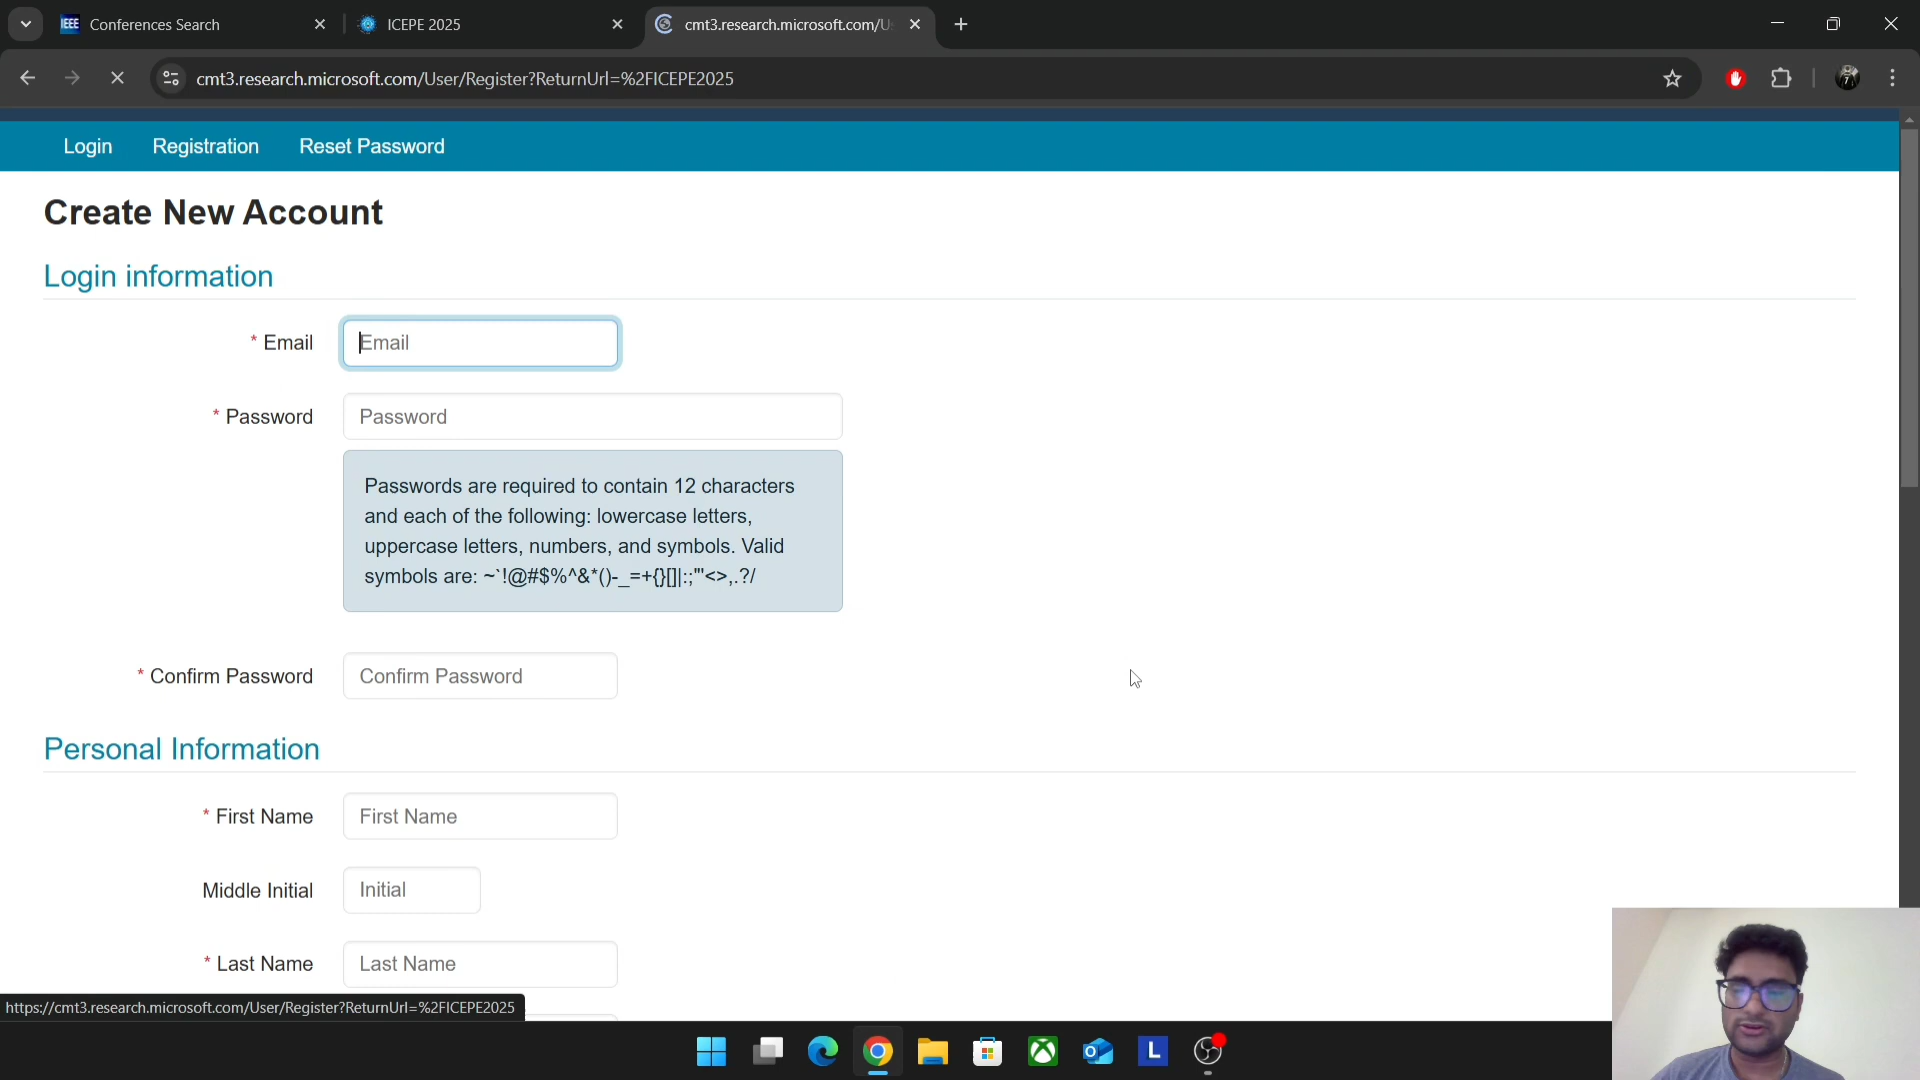 Conferences Search
ICEPE 2025
cmt3.research.microsoft.com/U
cmt3.research.microsoft.com/User/Register?ReturnUrl=%2FICEPE2025
Login Registration Reset Password
Create New Account
Login information
* Email Email
* Password Password
Passwords are required to contain 12 characters
and each of the following: lowercase letters,
uppercase letters, numbers, and symbols. Valid
symbols are: ~`!@#$%^&*()-_=+{}[]|:;"'<>,.?/
* Confirm Password Confirm Password
Personal Information
* First Name First Name
Middle Initial Initial
* Last Name Last Name
https://cmt3.research.microsoft.com/User/Register?ReturnUrl=%2FICEPE2025